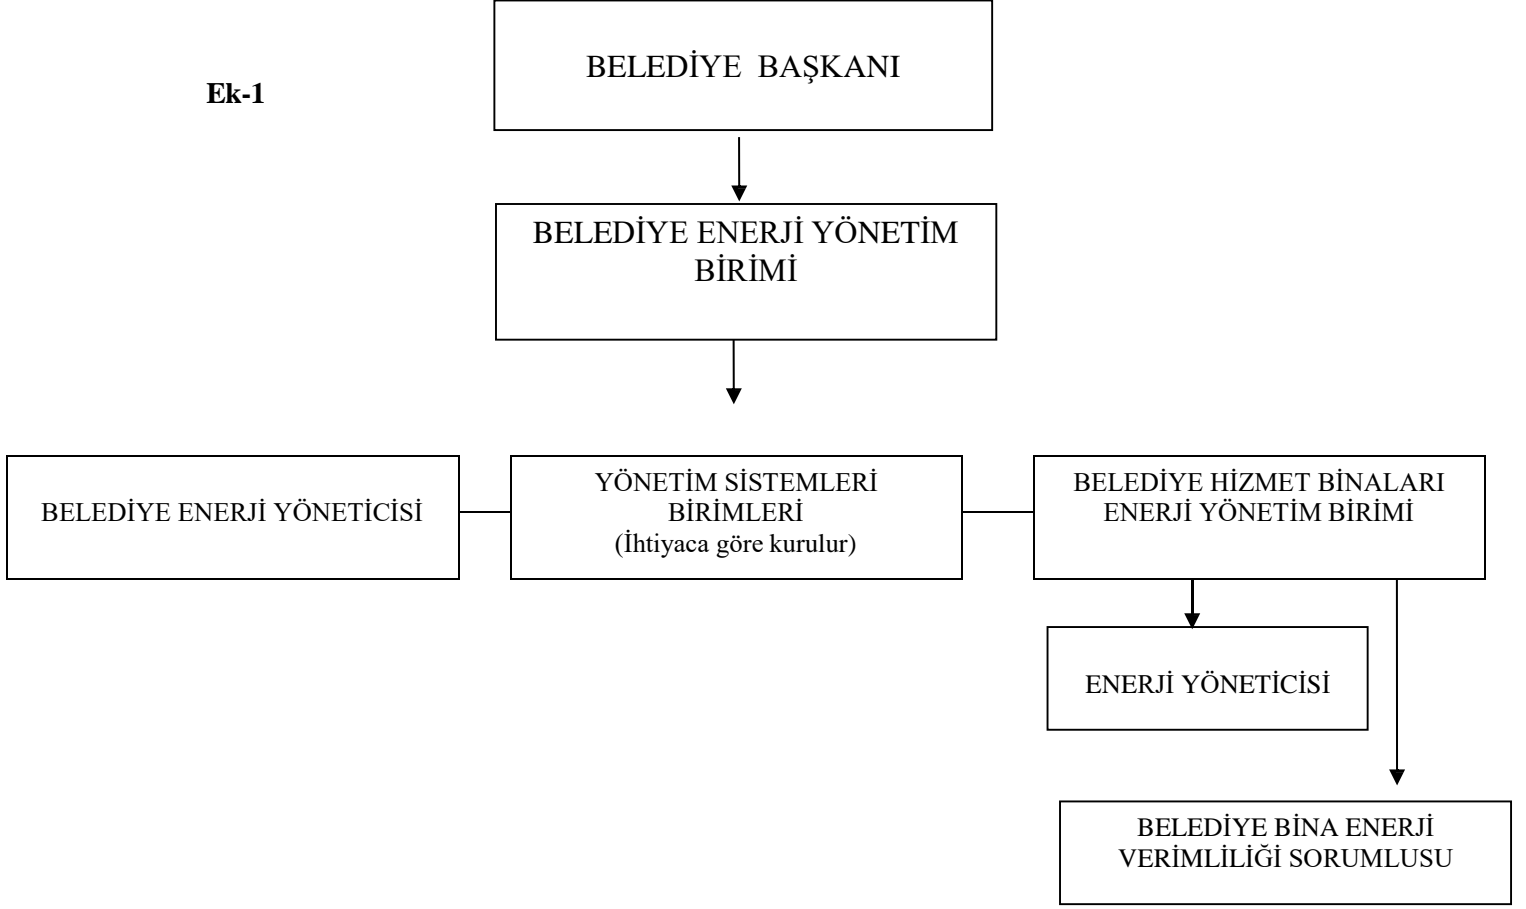 BELEDİYE BAŞKANI
Ek-1
BELEDİYE ENERJİ YÖNETİM
BİRİMİ
BELEDİYE ENERJİ YÖNETİCİSİ
YÖNETİM SİSTEMLERİ
BİRİMLERİ
(İhtiyaca göre kurulur)
BELEDİYE HİZMET BİNALARI
ENERJİ YÖNETİM BİRİMİ
ENERJİ YÖNETİCİSİ
BELEDİYE BİNA ENERJİ
VERİMLİLİĞİ SORUMLUSU